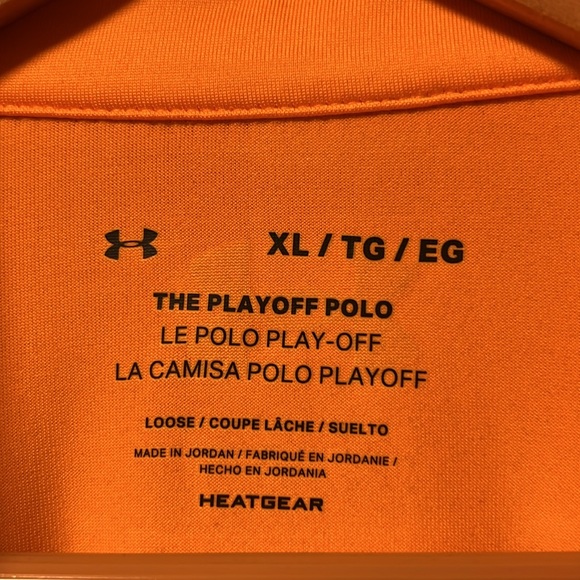 XL / TG / EG
THE PLAYOFF POLO
LE POLO PLAY-OFF
LA CAMISA POLO PLAYOFF
LOOSE / COUPE LÂCHE / SUELTO
MADE IN JORDAN / FABRIQUÉ EN JORDANIE /
HECHO EN JORDANIA
HEATGEAR